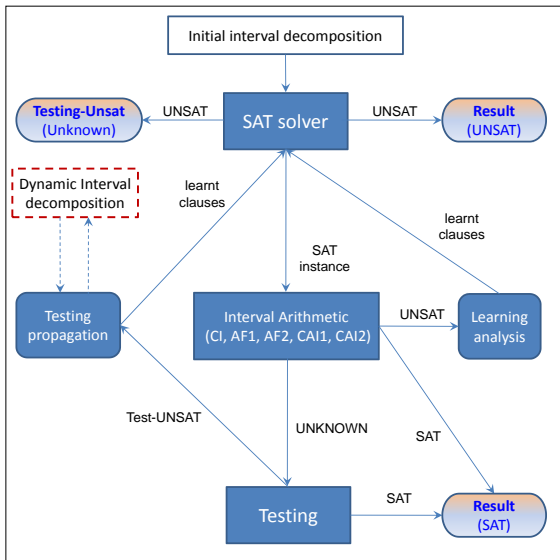 Initial interval decomposition
Testing-Unsat
(Unknown)
UNSAT
SAT solver
UNSAT
Result
(UNSAT)
Dynamic Interval
decomposition
learnt
clauses
learnt
clauses
SAT
instance
Testing
propagation
Interval Arithmetic
(CI, AF1, AF2, CAI1, CAI2)
UNSAT
Learning
analysis
Test-UNSAT
UNKNOWN
SAT
Testing
SAT
Result
(SAT)